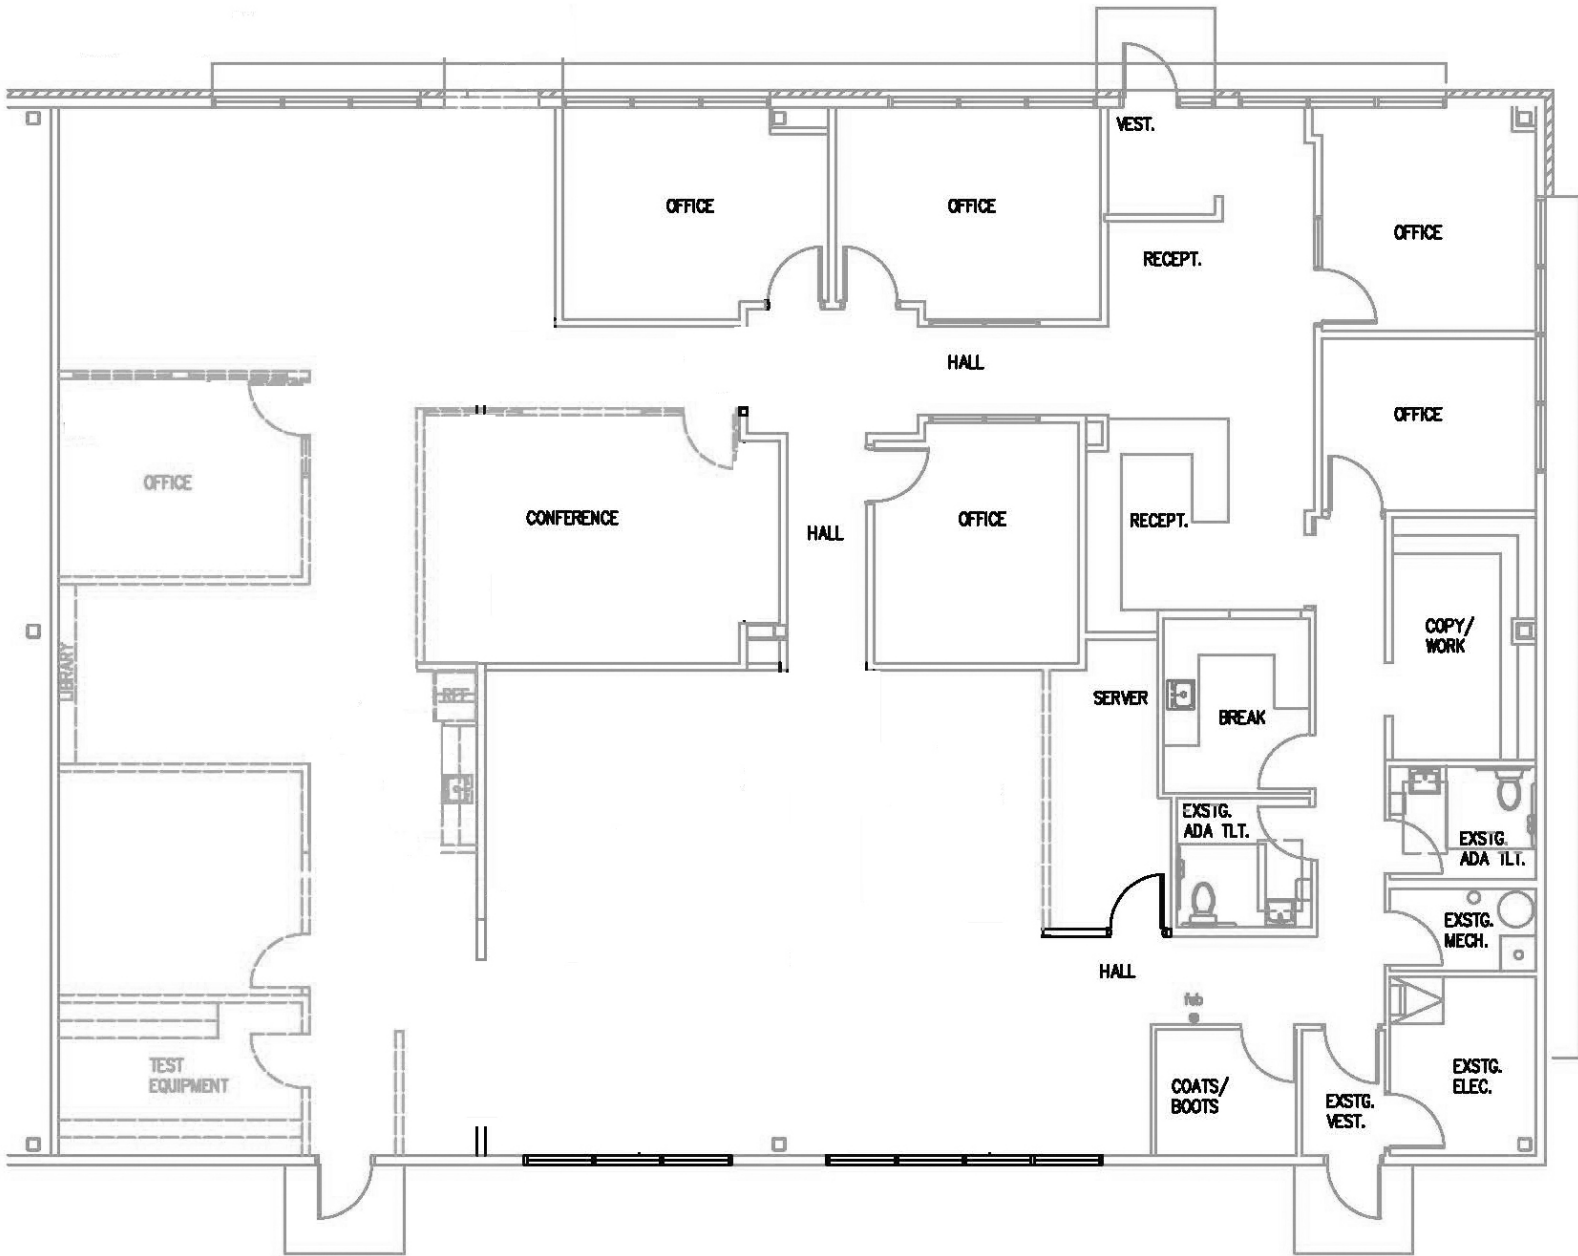 VEST.
OFFICE
OFFICE
OFFICE
RECEPT.
HALL
OFFICE
OFFICE
CONFERENCE
HALL
OFFICE
RECEPT.
COPY/
WORK
LIBRARY
REF
SERVER
BREAK
EXSTG.
ADA TLT.
EXSTG.
ADA TLT.
EXSTG.
MECH.
HALL
fob
TEST
EQUIPMENT
COATS/
BOOTS
EXSTG.
VEST.
EXSTG.
ELEC.